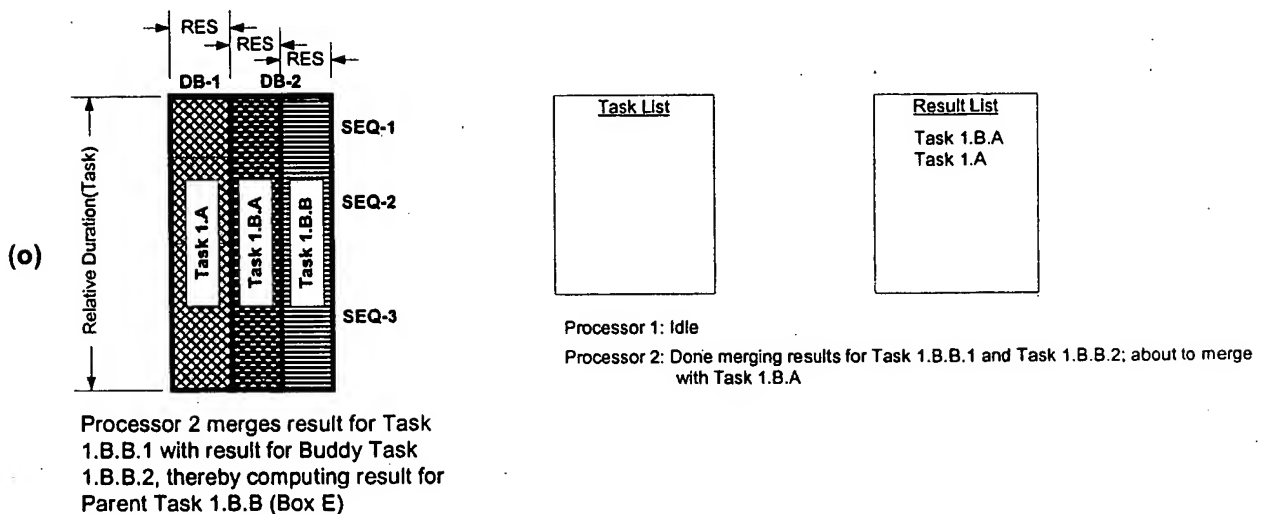 RES
RES
RES
DB-1
DB-2
SEQ-1
SEQ-2
SEQ-3
Relative Duration(Task)
Task 1.A
Task 1.B.A
Task 1.B.B
(o)
Processor 2 merges result for Task
1.B.B.1 with result for Buddy Task
1.B.B.2, thereby computing result for
Parent Task 1.B.B (Box E)
Task List
Result List
Task 1.B.A
Task 1.A
Processor 1: Idle
Processor 2: Done merging results for Task 1.B.B.1 and Task 1.B.B.2; about to merge
with Task 1.B.A